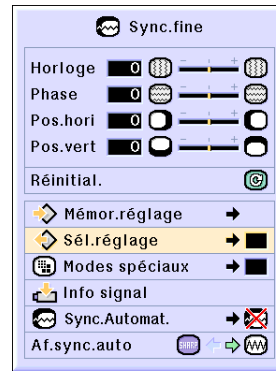 Sync.fine
Horloge 0 - +
Phase 0 - +
Pos.hori 0 - +
Pos.vert 0 - +
Réinitial.
Mémor.réglage
Sél.réglage
Modes spéciaux
Info signal
Sync.Automat.
Af.sync.auto SHARP